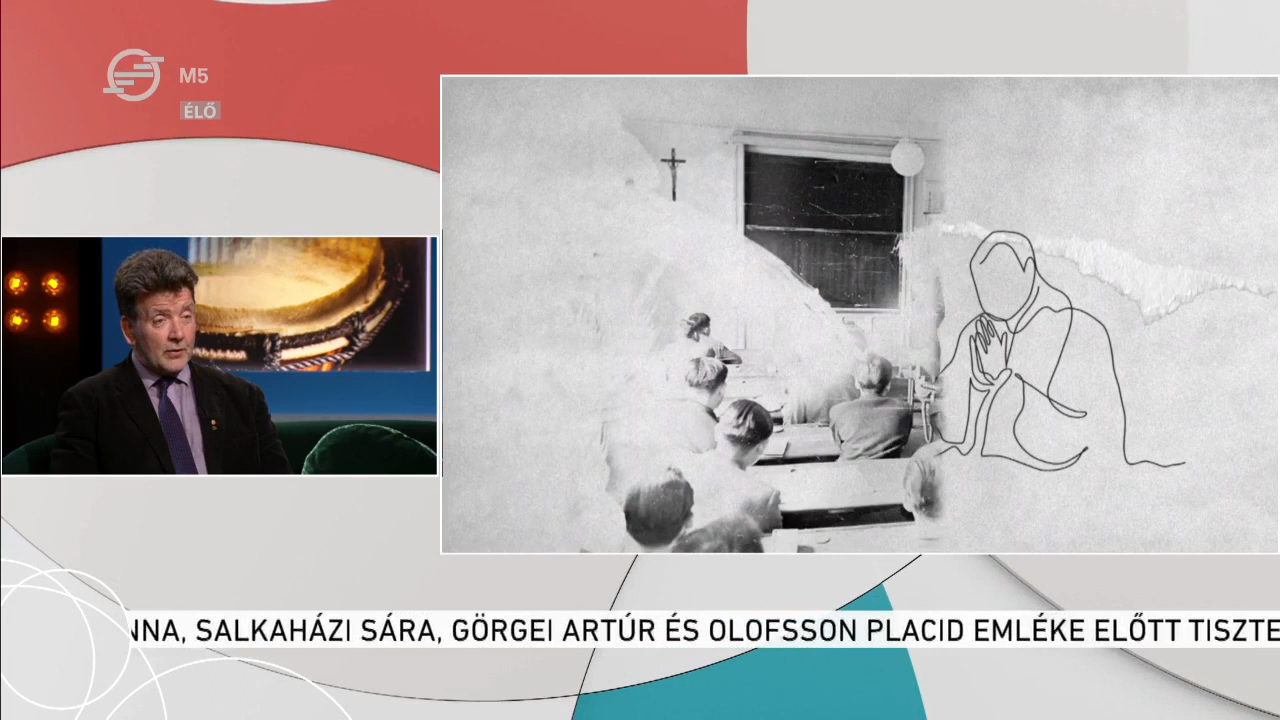 M5
ÉLŐ
NNA, SALKAHÁZI SÁRA, GÖRGEI ARTÚR ÉS OLOFSSON PLACID EMLÉKE ELŐTT TISZTE